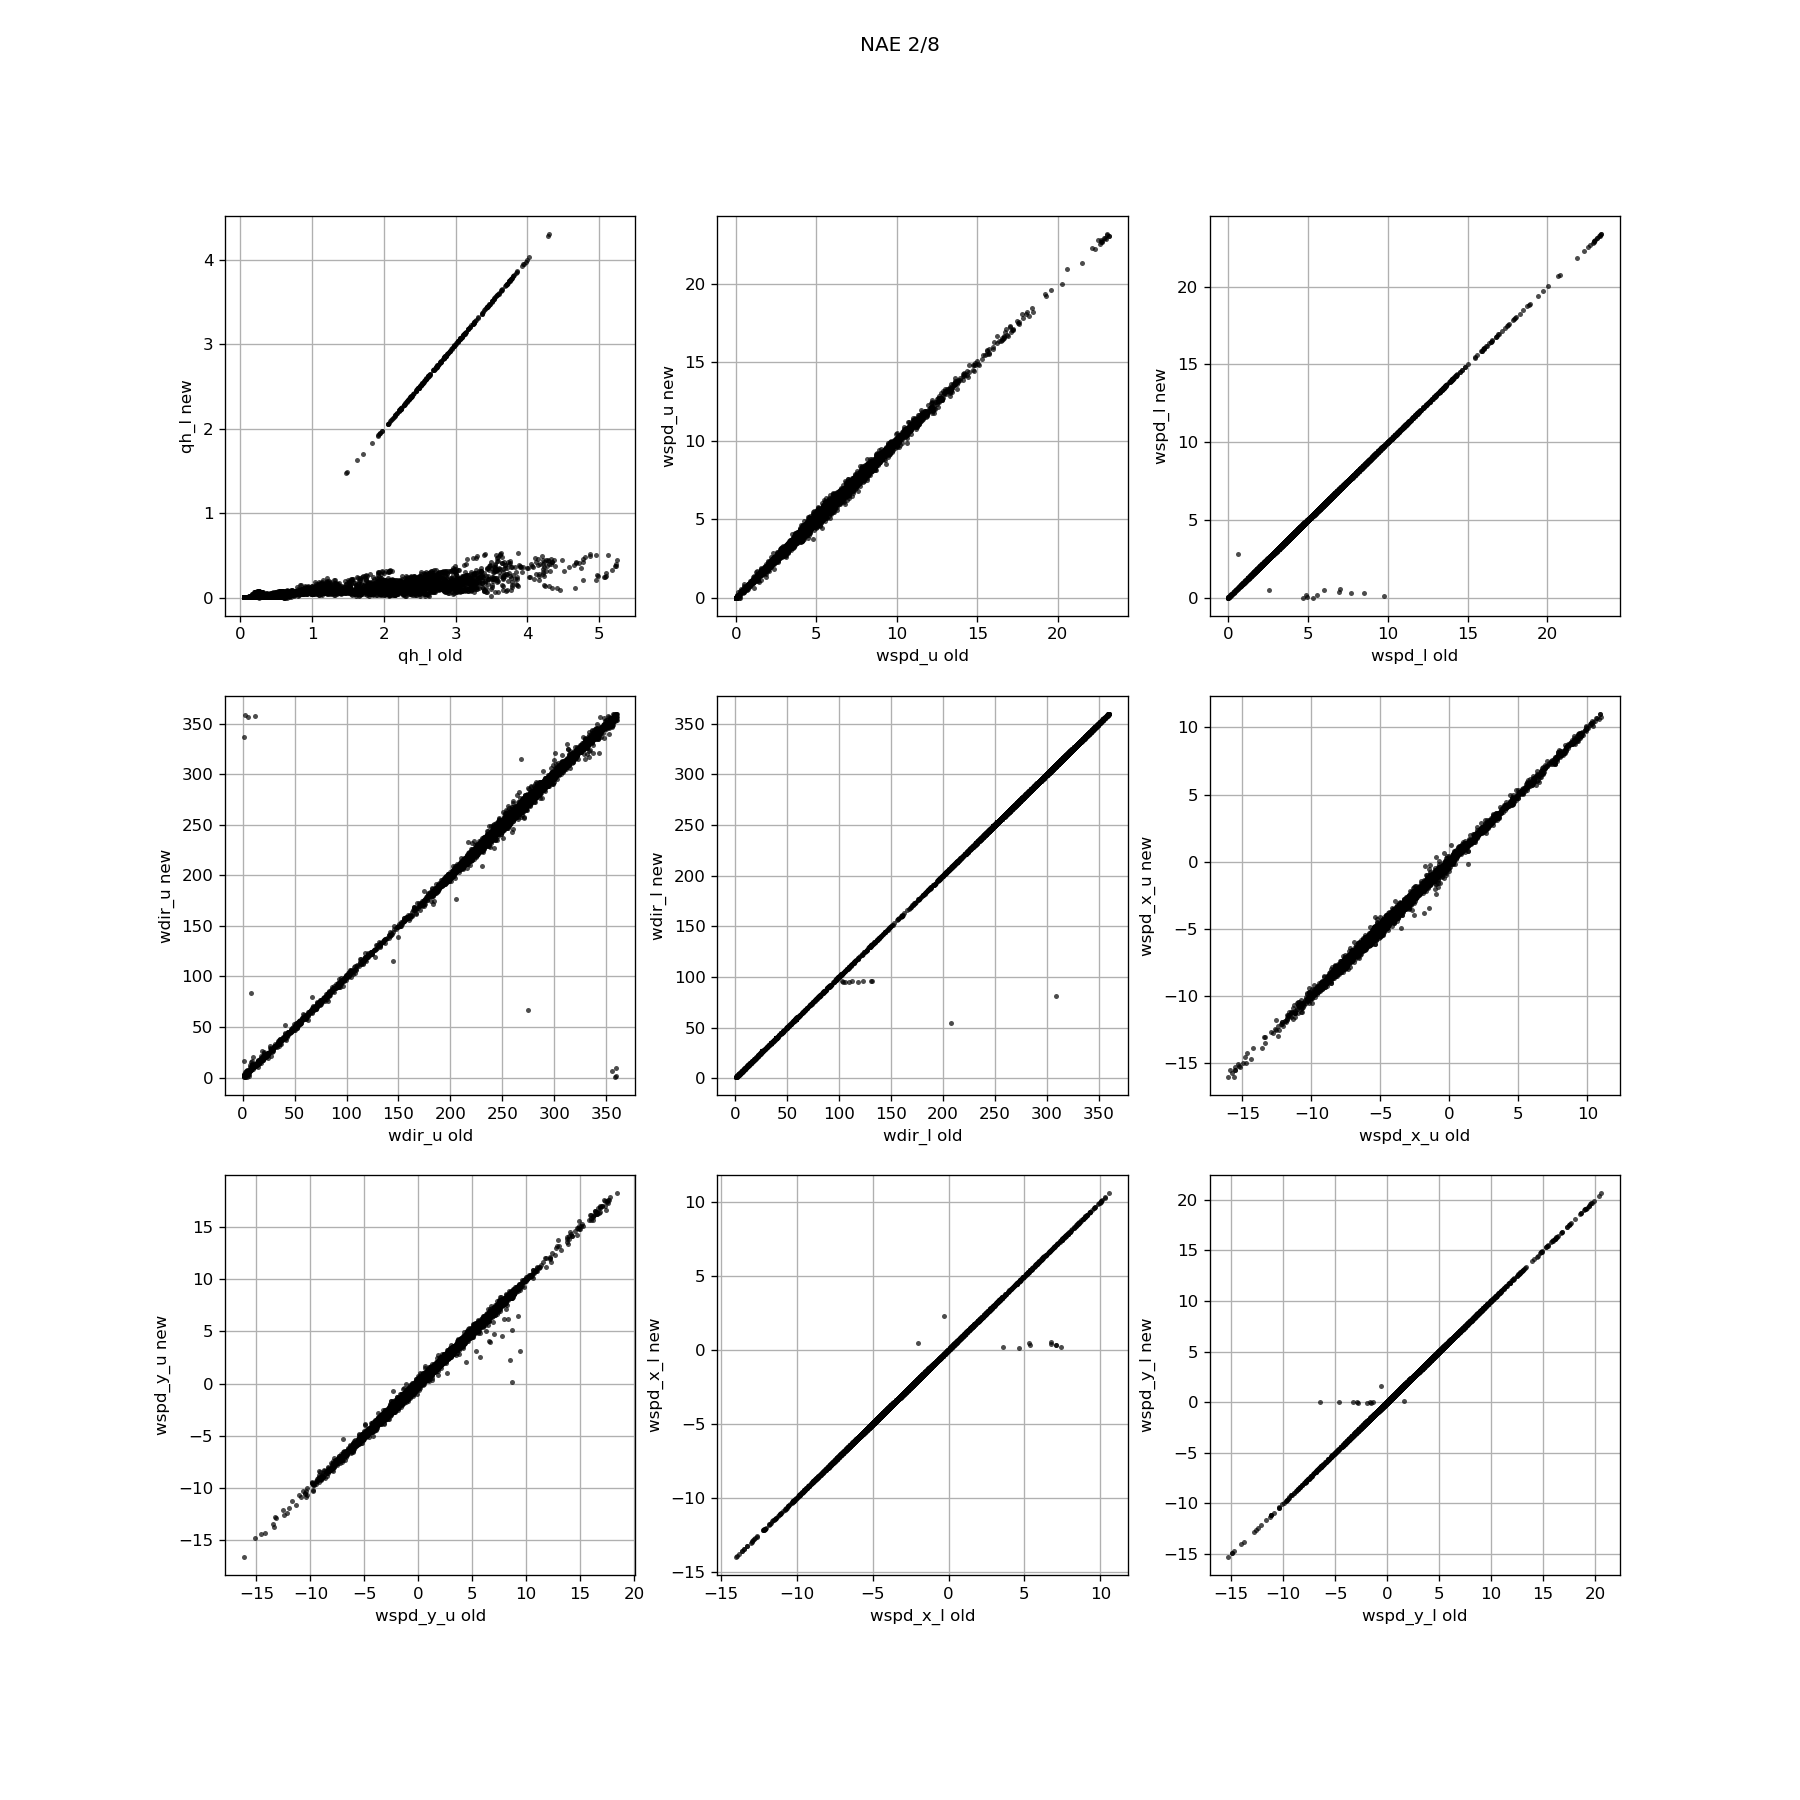 NAE 2/8
qh_l new
4
3
2
1
0
0 1 2 3 4 5
qh_l old
wspd_u new
20
15
10
5
0
0 5 10 15 20
wspd_u old
wspd_l new
20
15
10
5
0
0 5 10 15 20
wspd_l old
wdir_u new
350
300
250
200
150
100
50
0
0 50 100 150 200 250 300 350
wdir_u old
wdir_l new
350
300
250
200
150
100
50
0
0 50 100 150 200 250 300 350
wdir_l old
wspd_x_u new
10
5
0
−5
−10
−15
−15 −10 −5 0 5 10
wspd_x_u old
wspd_y_u new
15
10
5
0
−5
−10
−15
−15 −10 −5 0 5 10 15 20
wspd_y_u old
wspd_x_l new
10
5
0
−5
−10
−15
−15 −10 −5 0 5 10
wspd_x_l old
wspd_y_l new
20
15
10
5
0
−5
−10
−15
−15 −10 −5 0 5 10 15 20
wspd_y_l old